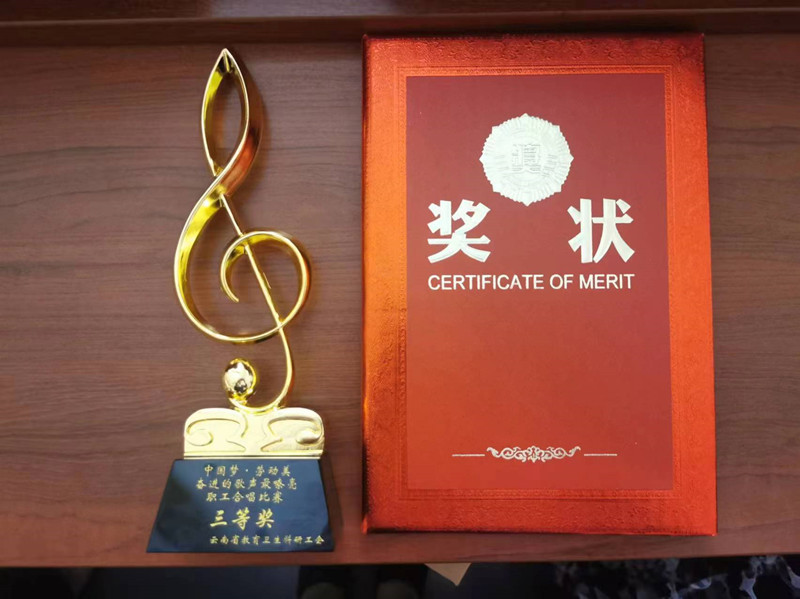 中国梦·劳动美
奋进的歌声最嘹亮
职工合唱比赛
三等奖
云南省教育卫生科研工会
奖 状
CERTIFICATE OF MERIT